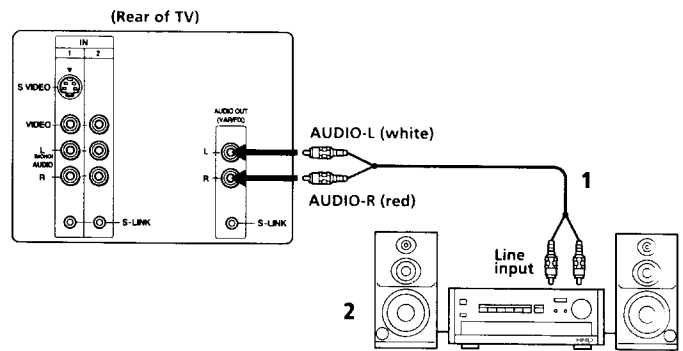 (Rear of TV)
IN
1 2
S VIDEO
VIDEO
L
(MONO)
AUDIO
R
S-LINK
AUDIO OUT
(VAR/FIX)
L
R
S-LINK
AUDIO-L (white)
AUDIO-R (red)
1
Line
input
2